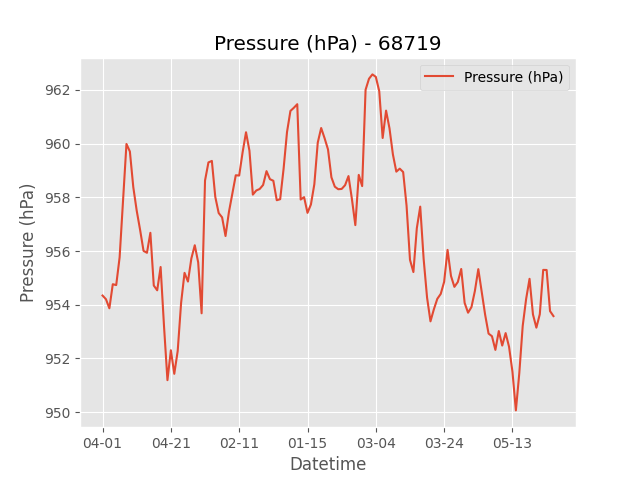 Pressure (hPa) - 68719
Pressure (hPa)
Pressure (hPa)
962
960
958
956
954
952
950
04-01 04-21 02-11 01-15 03-04 03-24 05-13
Datetime